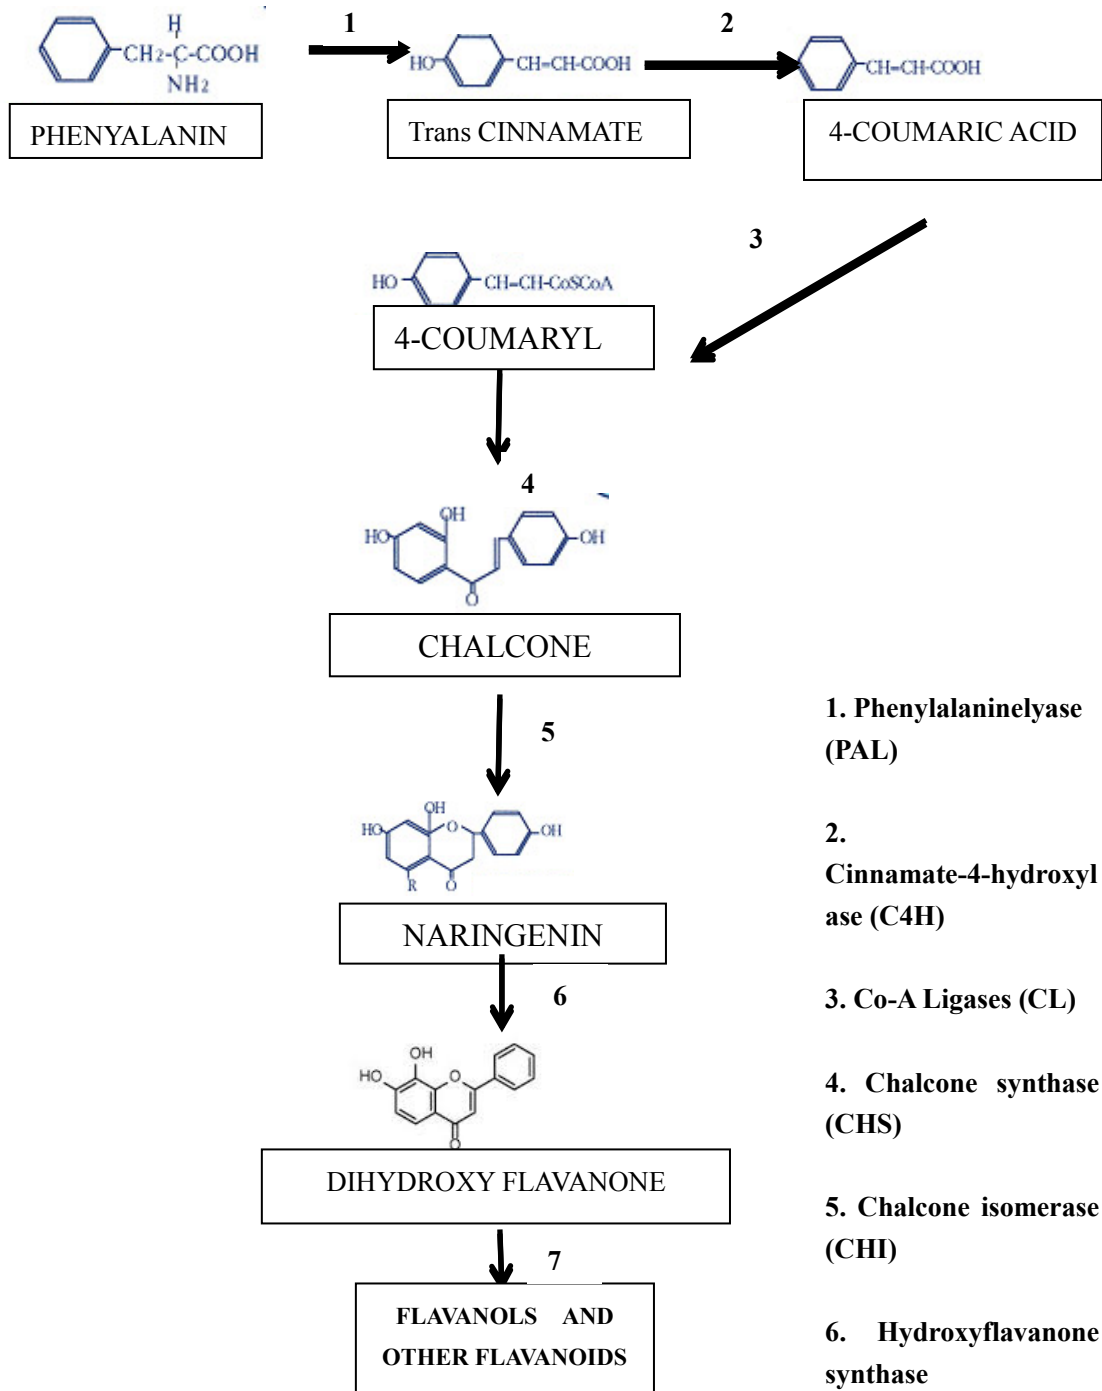 1
2
H
CH2-C-COOH
NH2
HO
CH=CH-COOH
CH=CH-COOH
PHENYALANIN
Trans CINNAMATE
4-COUMARIC ACID
3
HO
CH=CH-CoSCoA
4-COUMARYL
4
OH
HO
OH
O
CHALCONE
5
OH
HO
O
OH
R
O
NARINGENIN
6
OH
HO
O
O
DIHYDROXY FLAVANONE
7
FLAVANOLS AND
OTHER FLAVANOIDS
1. Phenylalaninelyase
(PAL)
2.
Cinnamate-4-hydroxyl
ase (C4H)
3. Co-A Ligases (CL)
4. Chalcone synthase
(CHS)
5. Chalcone isomerase
(CHI)
6. Hydroxyflavanone
synthase